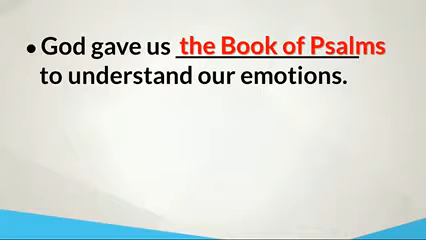 • God gave us the Book of Psalms
to understand our emotions.